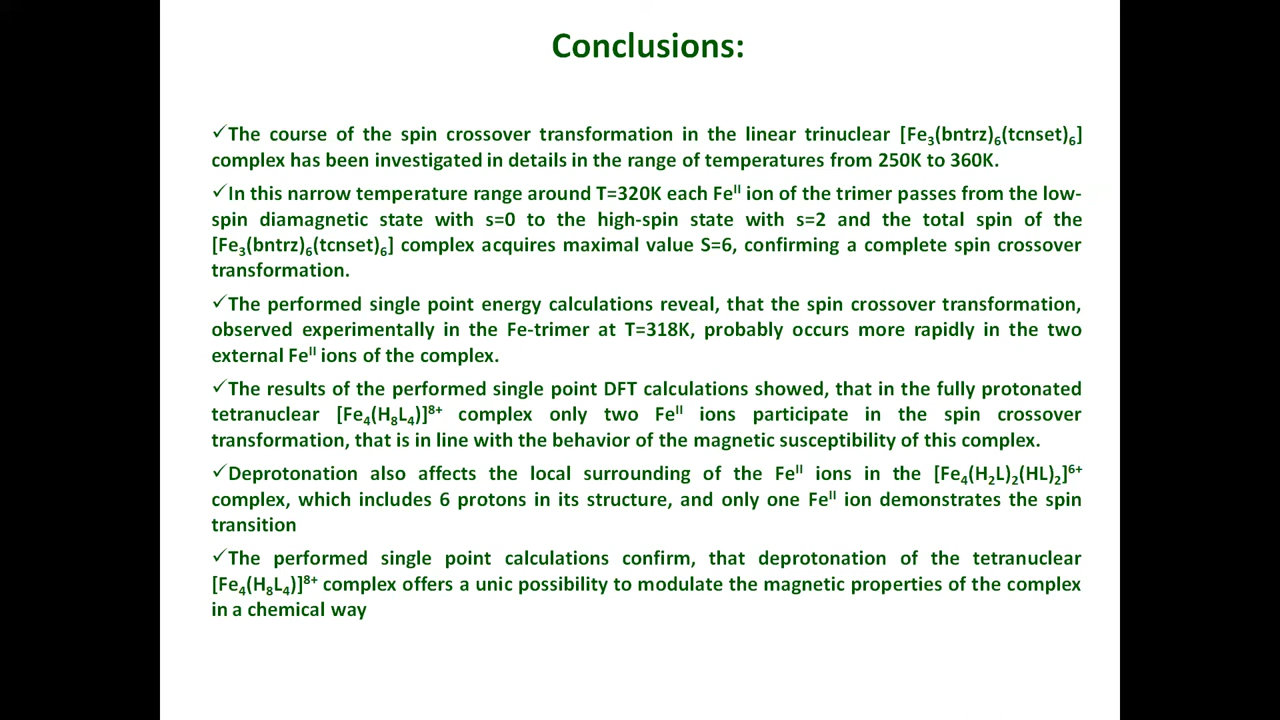 Conclusions:
✓The course of the spin crossover transformation in the linear trinuclear [Fe₃(bntrz)₆(tcnset)₆]
complex has been investigated in details in the range of temperatures from 250K to 360K.
✓In this narrow temperature range around T=320K each Feᴵᴵ ion of the trimer passes from the low-
spin diamagnetic state with s=0 to the high-spin state with s=2 and the total spin of the
[Fe₃(bntrz)₆(tcnset)₆] complex acquires maximal value S=6, confirming a complete spin crossover
transformation.
✓The performed single point energy calculations reveal, that the spin crossover transformation,
observed experimentally in the Fe-trimer at T=318K, probably occurs more rapidly in the two
external Feᴵᴵ ions of the complex.
✓The results of the performed single point DFT calculations showed, that in the fully protonated
tetranuclear [Fe₄(H₈L₄)]⁸⁺ complex only two Feᴵᴵ ions participate in the spin crossover
transformation, that is in line with the behavior of the magnetic susceptibility of this complex.
✓Deprotonation also affects the local surrounding of the Feᴵᴵ ions in the [Fe₄(H₂L)₂(HL)₂]⁶⁺
complex, which includes 6 protons in its structure, and only one Feᴵᴵ ion demonstrates the spin
transition
✓The performed single point calculations confirm, that deprotonation of the tetranuclear
[Fe₄(H₈L₄)]⁸⁺ complex offers a unic possibility to modulate the magnetic properties of the complex
in a chemical way